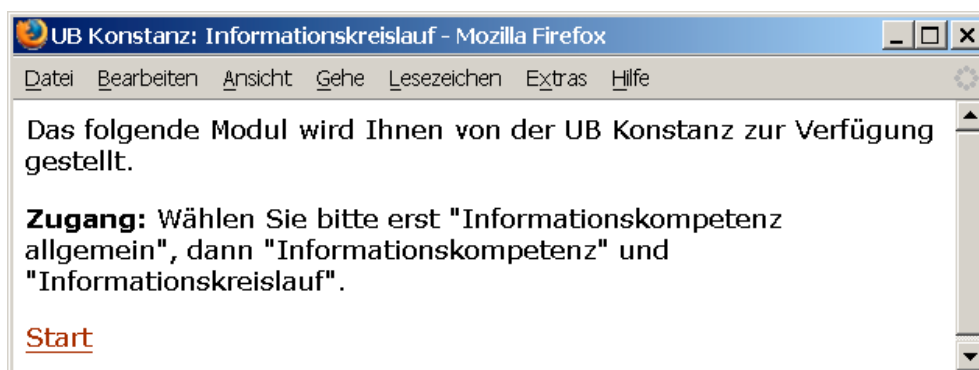 UB Konstanz: Informationskreislauf - Mozilla Firefox
Datei Bearbeiten Ansicht Gehe Lesezeichen Extras Hilfe
Das folgende Modul wird Ihnen von der UB Konstanz zur Verfügung
gestellt.
Zugang: Wählen Sie bitte erst "Informationskompetenz
allgemein", dann "Informationskompetenz" und
"Informationskreislauf".
Start